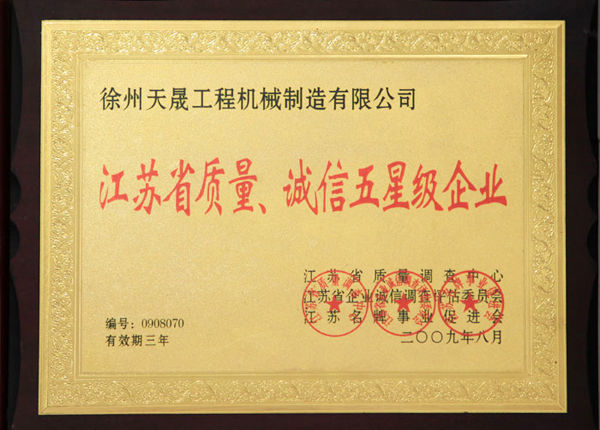 徐州天晟工程机械制造有限公司
江苏省质量、诚信五星级企业
江苏省质量调查中心
江苏省企业诚信调查评估委员会
江苏名牌事业促进会
二〇〇九年八月
编号：0908070
有效期三年